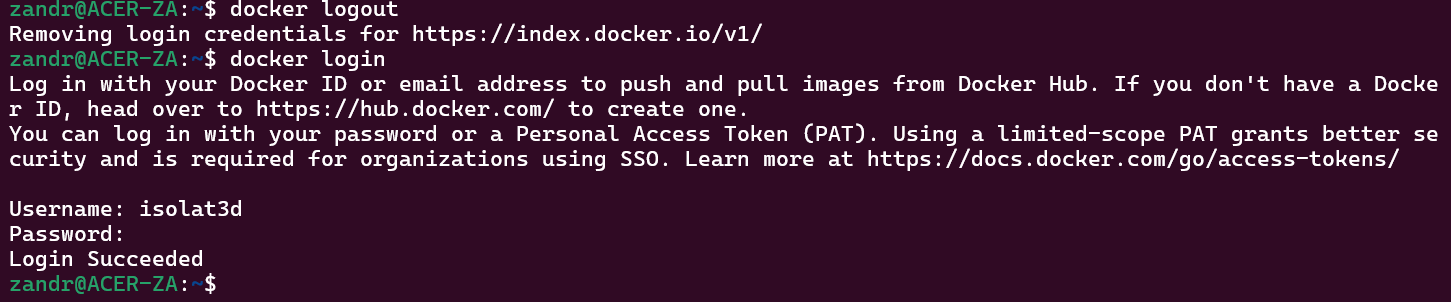 zandr@ACER-ZA:~$ docker logout
Removing login credentials for https://index.docker.io/v1/
zandr@ACER-ZA:~$ docker login
Log in with your Docker ID or email address to push and pull images from Docker Hub. If you don't have a Docke
r ID, head over to https://hub.docker.com/ to create one.
You can log in with your password or a Personal Access Token (PAT). Using a limited-scope PAT grants better se
curity and is required for organizations using SSO. Learn more at https://docs.docker.com/go/access-tokens/

Username: isolat3d
Password:
Login Succeeded
zandr@ACER-ZA:~$